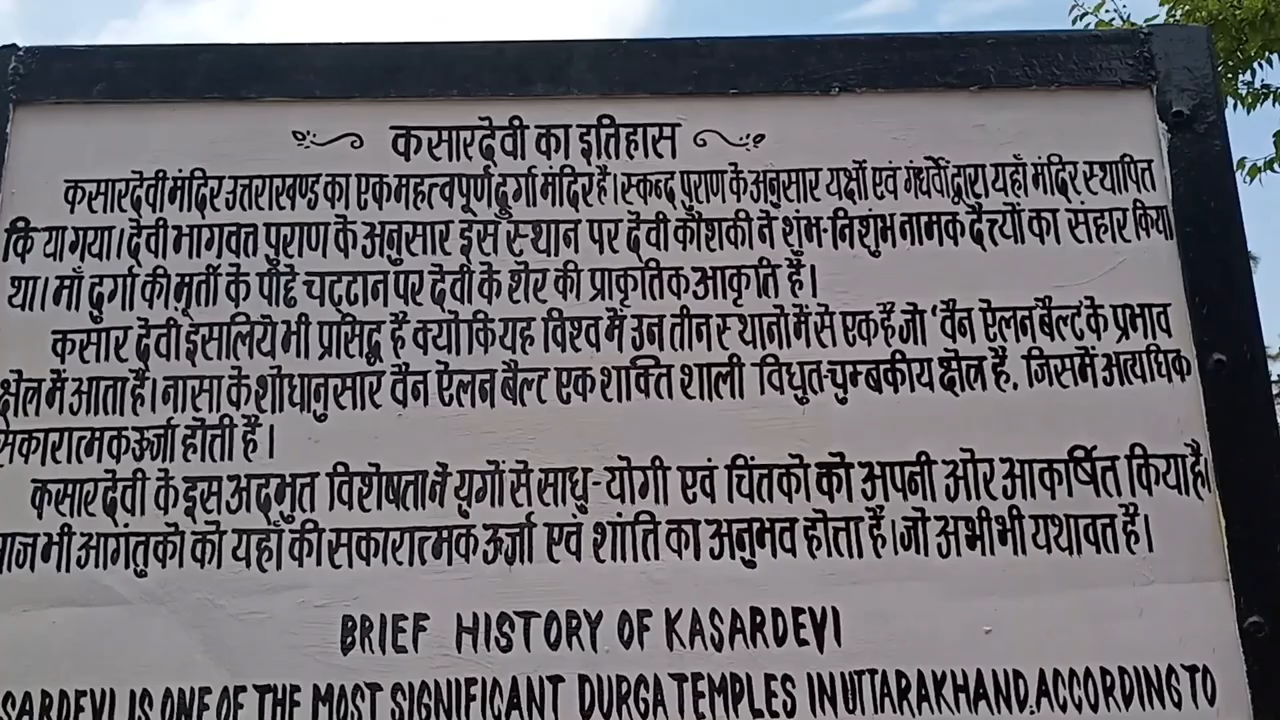 कसारदेवी का इतिहास
कसारदेवी मंदिर उत्तराखण्ड का एक महत्वपूर्ण दुर्गा मंदिर है। स्कन्द पुराण के अनुसार यक्षों एवं गंधर्वों द्वारा यहाँ मंदिर स्थापित
किया गया। देवी भागवत्त पुराण के अनुसार इस स्थान पर देवी कौशकी ने शुंभ-निशुंभ नामक दैत्यों का संहार किया
था। माँ दुर्गा की मूर्ती के पीछे चट्टान पर देवी के शेर की प्राकृतिक आकृति है।
कसार देवी इसलिये भी प्रसिद्ध है क्योकि यह विश्व में उन तीन स्थानो में से एक है जो 'वैन ऐलन बैल्ट के प्रभाव
क्षेत्र में आता है। नासा के शोधानुसार वैन ऐलन बैल्ट एक शाक्ति शाली विधुत-चुम्बकीय क्षेत्र है, जिसमें अत्यधिक
सकारात्मक ऊर्जा होती है।
कसार देवी के इस अद्भुत विशेषता ने युगों से साधु-योगी एवं चिंतको को अपनी ओर आकर्षित किया है।
आज भी आगंतुको को यहाँ की सकारात्मक ऊर्जा एवं शांति का अनुभव होता है। जो अभी भी यथावत है।
BRIEF HISTORY OF KASARDEVI
SARDEVI IS ONE OF THE MOST SIGNIFICANT DURGA TEMPLES IN UTTARAKHAND. ACCORDING TO